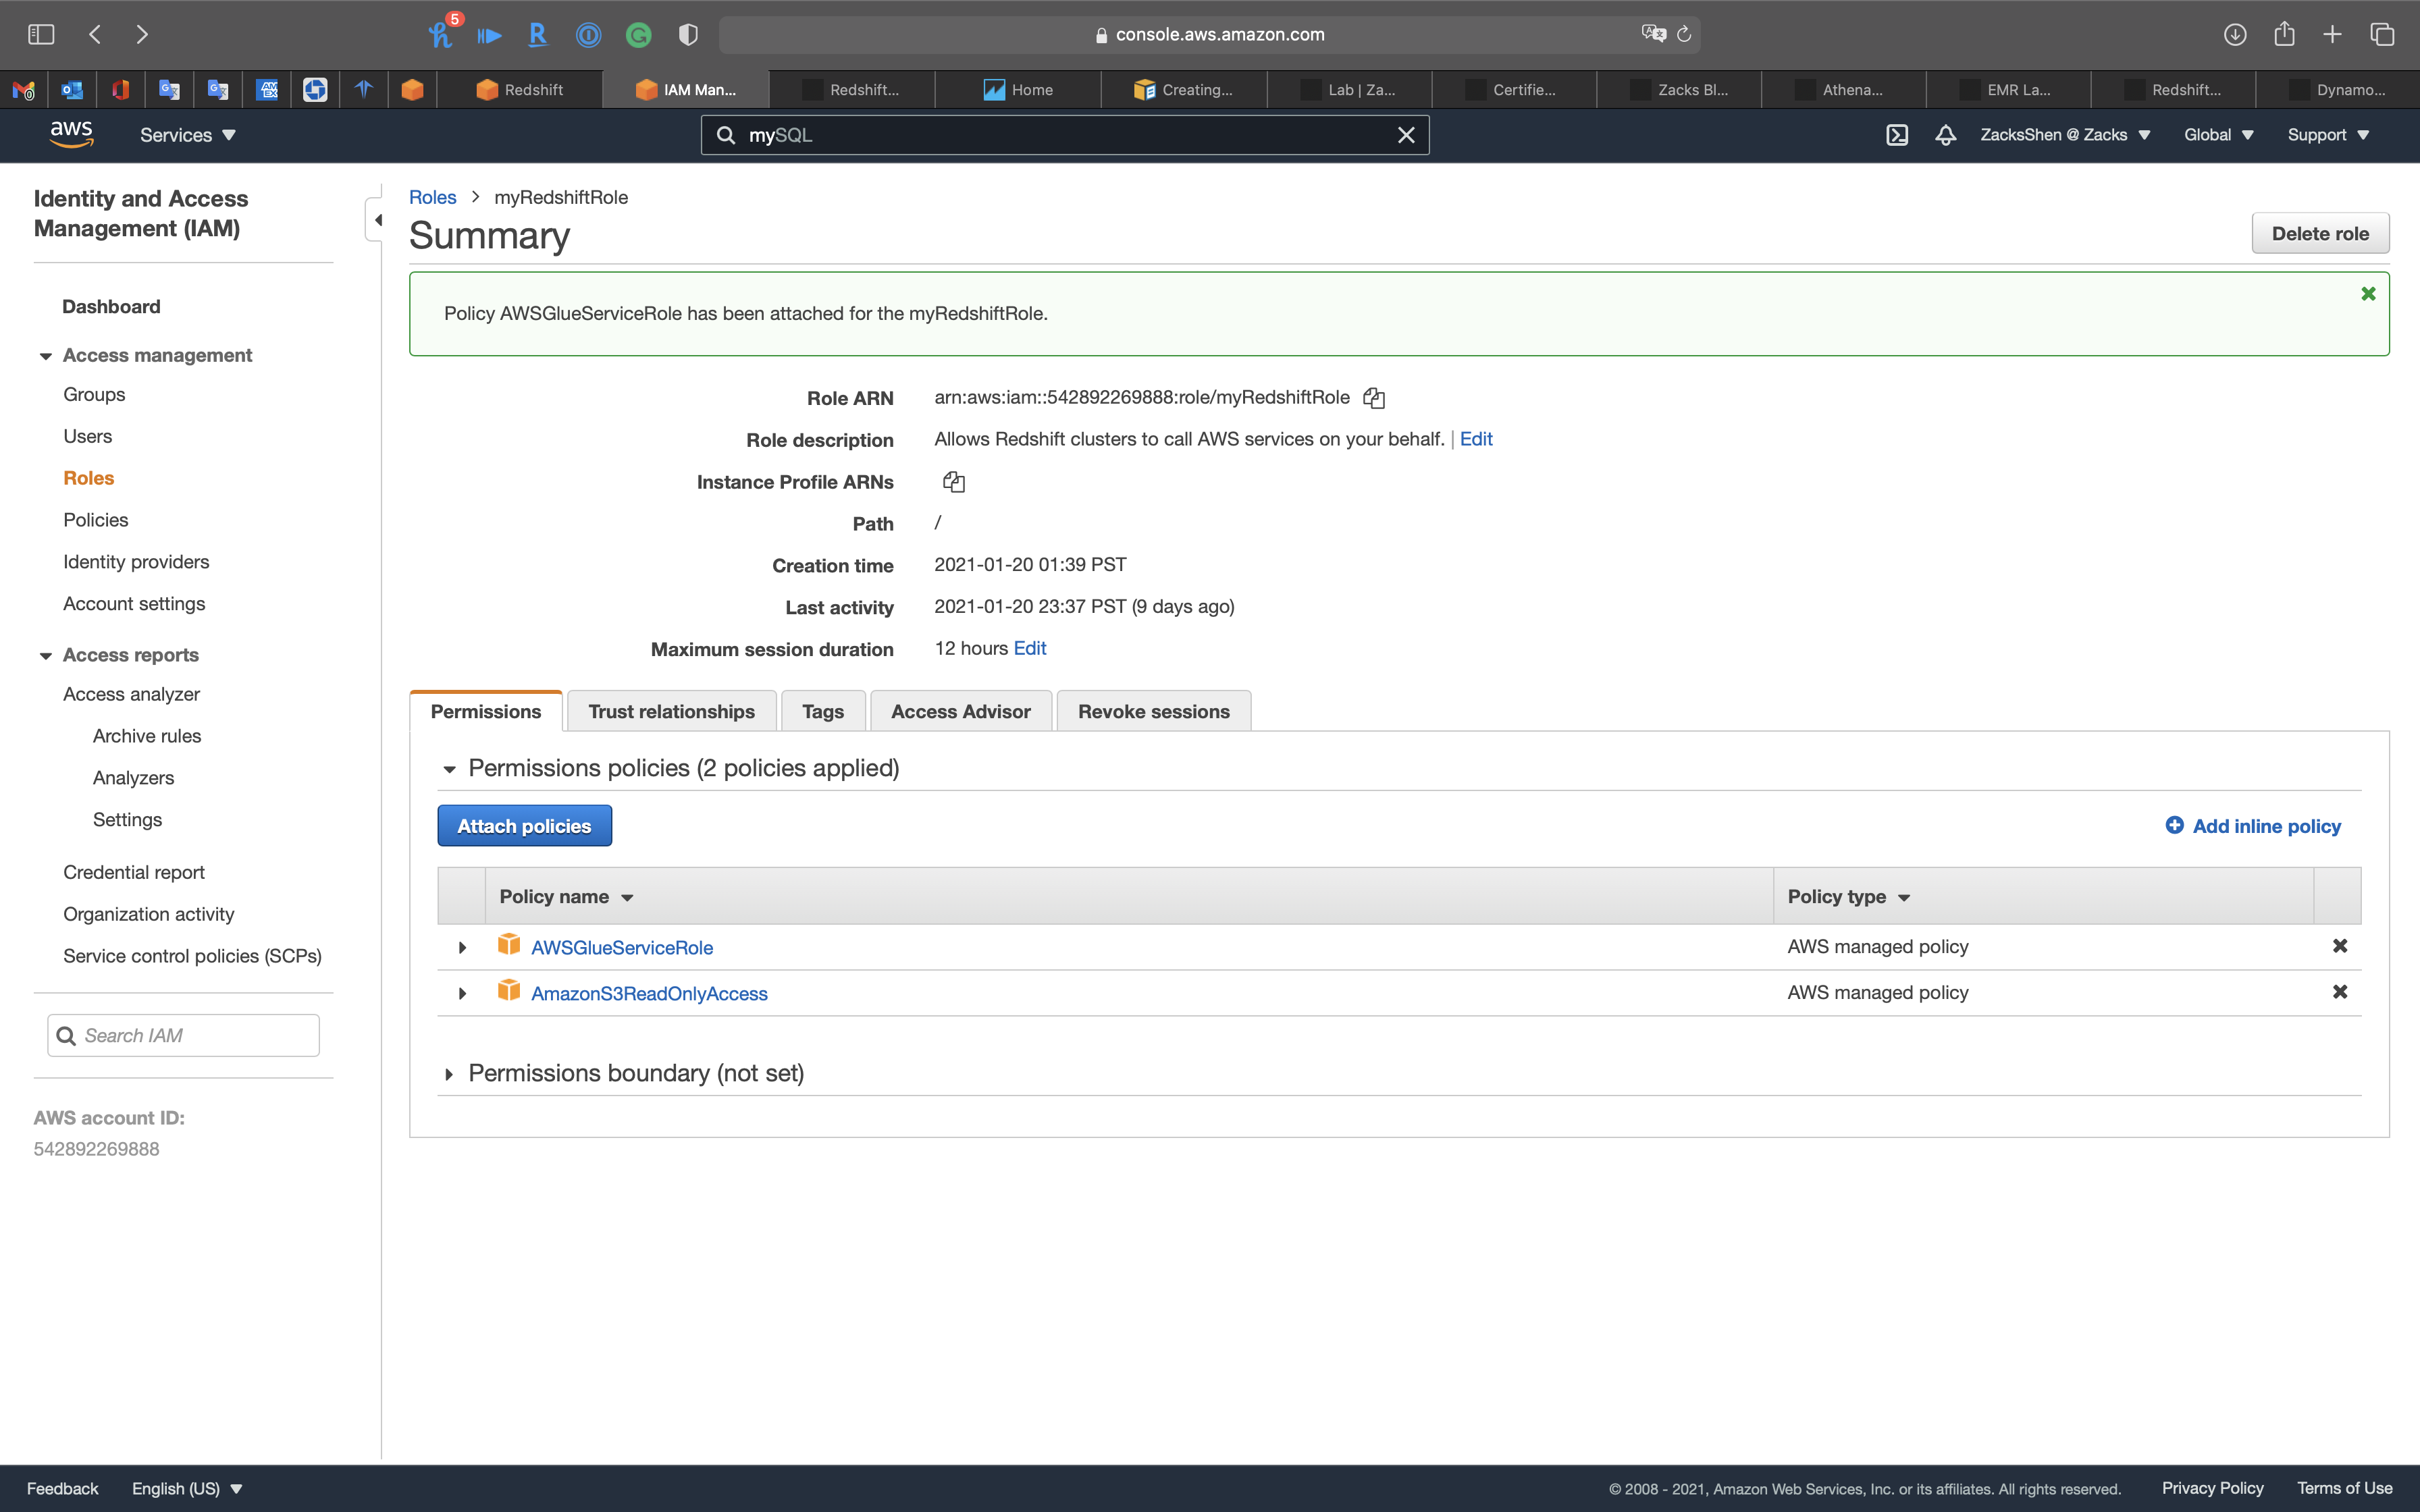 5
console.aws.amazon.com
Redshift
IAM Man...
Redshift...
Home
Creating...
Lab | Za...
Certifie...
Zacks Bl...
Athena...
EMR La...
Redshift...
Dynamo...
aws
Services
mySQL
ZacksShen @ Zacks
Global
Support
Identity and Access
Management (IAM)
Dashboard
Access management
Groups
Users
Roles
Policies
Identity providers
Account settings
Access reports
Access analyzer
Archive rules
Analyzers
Settings
Credential report
Organization activity
Service control policies (SCPs)
Search IAM
AWS account ID:
542892269888
Roles > myRedshiftRole
Summary
Delete role
Policy AWSGlueServiceRole has been attached for the myRedshiftRole.
Role ARN arn:aws:iam::542892269888:role/myRedshiftRole
Role description Allows Redshift clusters to call AWS services on your behalf. | Edit
Instance Profile ARNs
Path /
Creation time 2021-01-20 01:39 PST
Last activity 2021-01-20 23:37 PST (9 days ago)
Maximum session duration 12 hours Edit
Permissions
Trust relationships
Tags
Access Advisor
Revoke sessions
Permissions policies (2 policies applied)
Attach policies
Add inline policy
Policy name
Policy type
AWSGlueServiceRole AWS managed policy
AmazonS3ReadOnlyAccess AWS managed policy
Permissions boundary (not set)
Feedback
English (US)
© 2008 - 2021, Amazon Web Services, Inc. or its affiliates. All rights reserved.
Privacy Policy
Terms of Use